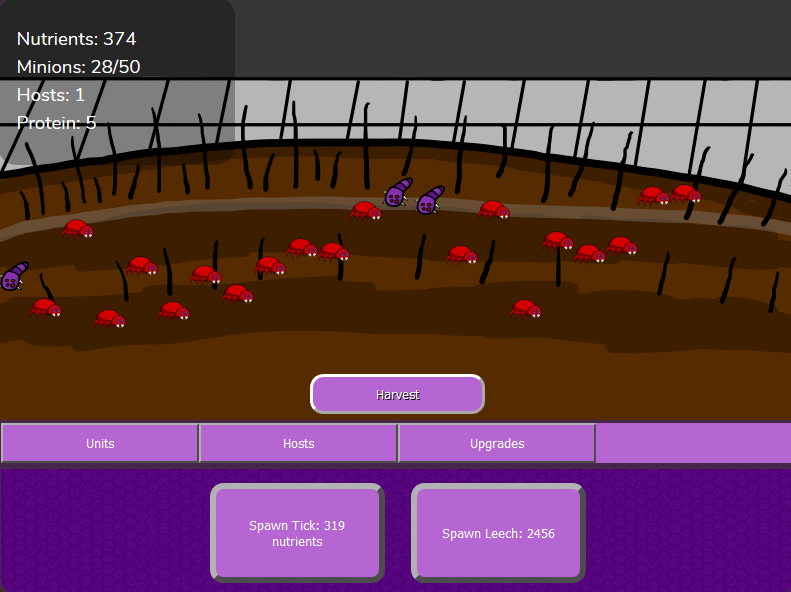 Nutrients: 374
Minions: 28/50
Hosts: 1
Protein: 5
Harvest
Units
Hosts
Upgrades
Spawn Tick: 319
nutrients
Spawn Leech: 2456